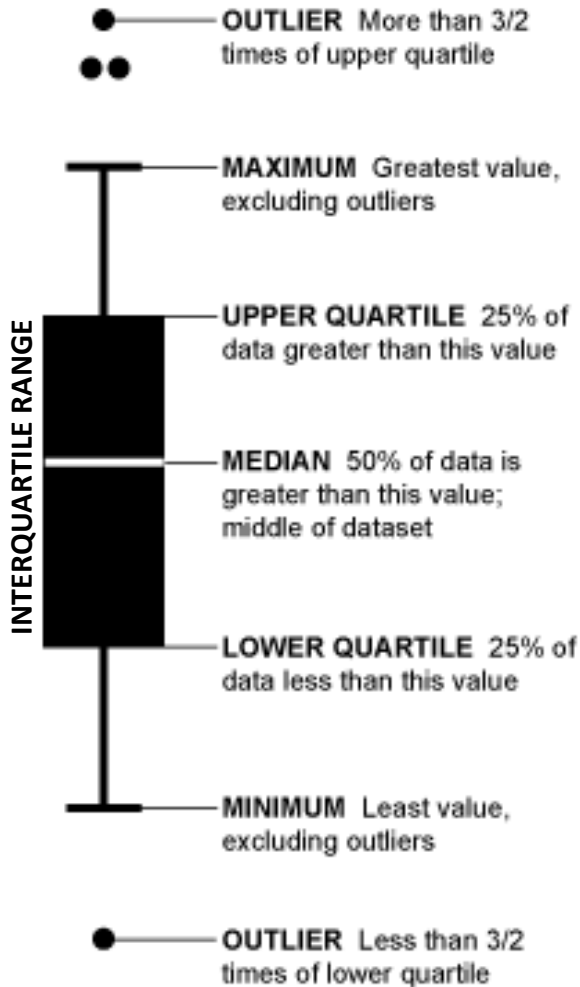 OUTLIER More than 3/2
times of upper quartile
MAXIMUM Greatest value,
excluding outliers
UPPER QUARTILE 25% of
data greater than this value
INTERQUARTILE RANGE
MEDIAN 50% of data is
greater than this value;
middle of dataset
LOWER QUARTILE 25% of
data less than this value
MINIMUM Least value,
excluding outliers
OUTLIER Less than 3/2
times of lower quartile